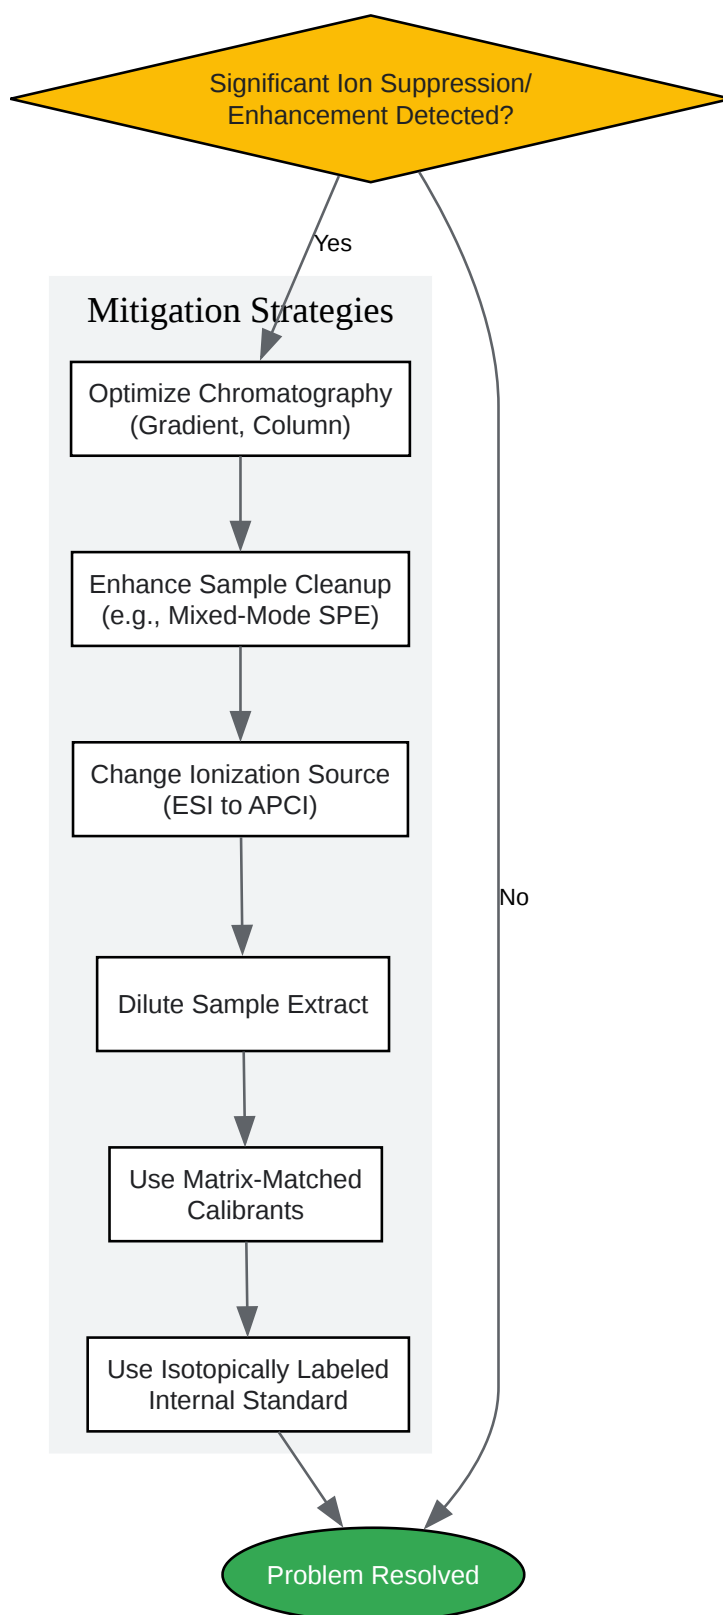 Significant Ion Suppression/
Enhancement Detected?
Yes
Mitigation Strategies
Optimize Chromatography
(Gradient, Column)
Enhance Sample Cleanup
(e.g., Mixed-Mode SPE)
Change Ionization Source
(ESI to APCI)
No
Dilute Sample Extract
Use Matrix-Matched
Calibrants
Use Isotopically Labeled
Internal Standard
Problem Resolved